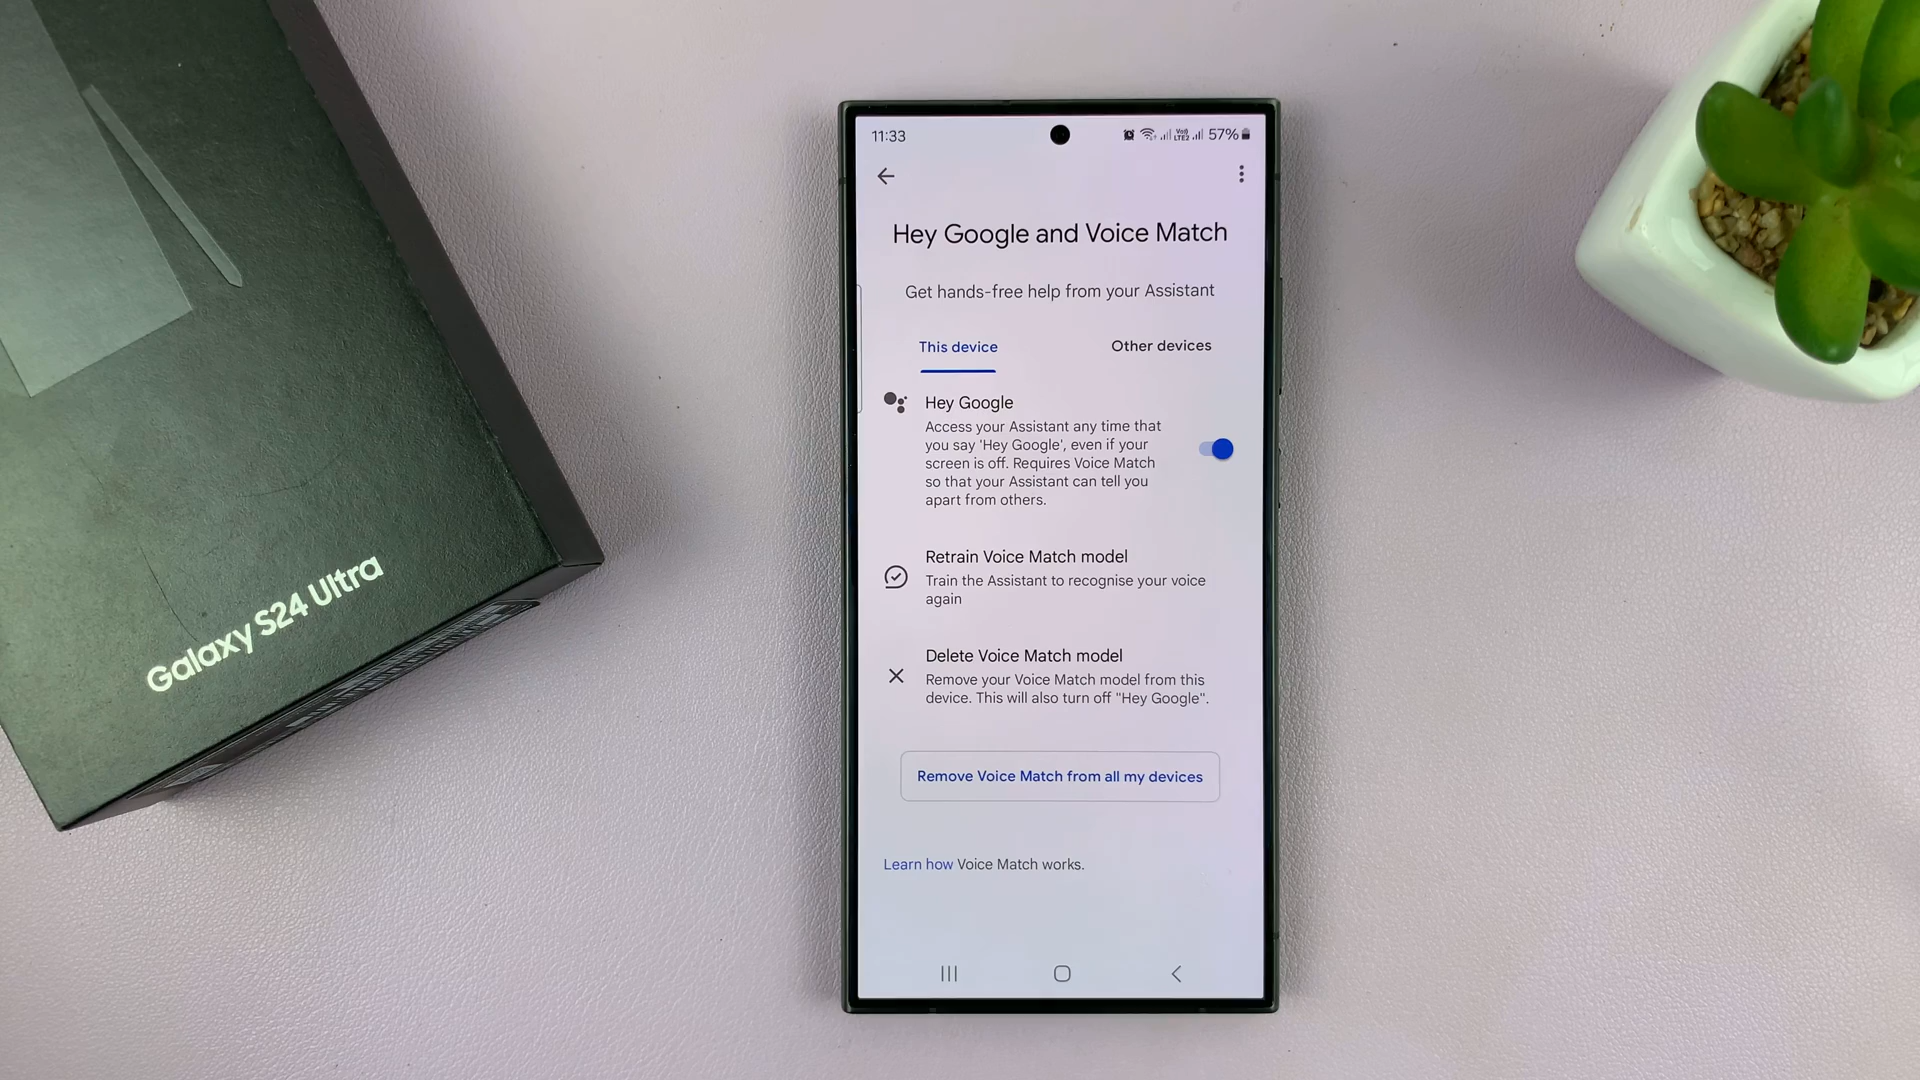 Galaxy S24 Ultra
11:33
Vo)) LTE2 57%
Hey Google and Voice Match
Get hands-free help from your Assistant
This device
Other devices
Hey Google
Access your Assistant any time that
you say 'Hey Google', even if your
screen is off. Requires Voice Match
so that your Assistant can tell you
apart from others.
Retrain Voice Match model
Train the Assistant to recognise your voice
again
Delete Voice Match model
Remove your Voice Match model from this
device. This will also turn off "Hey Google".
Remove Voice Match from all my devices
Learn how Voice Match works.